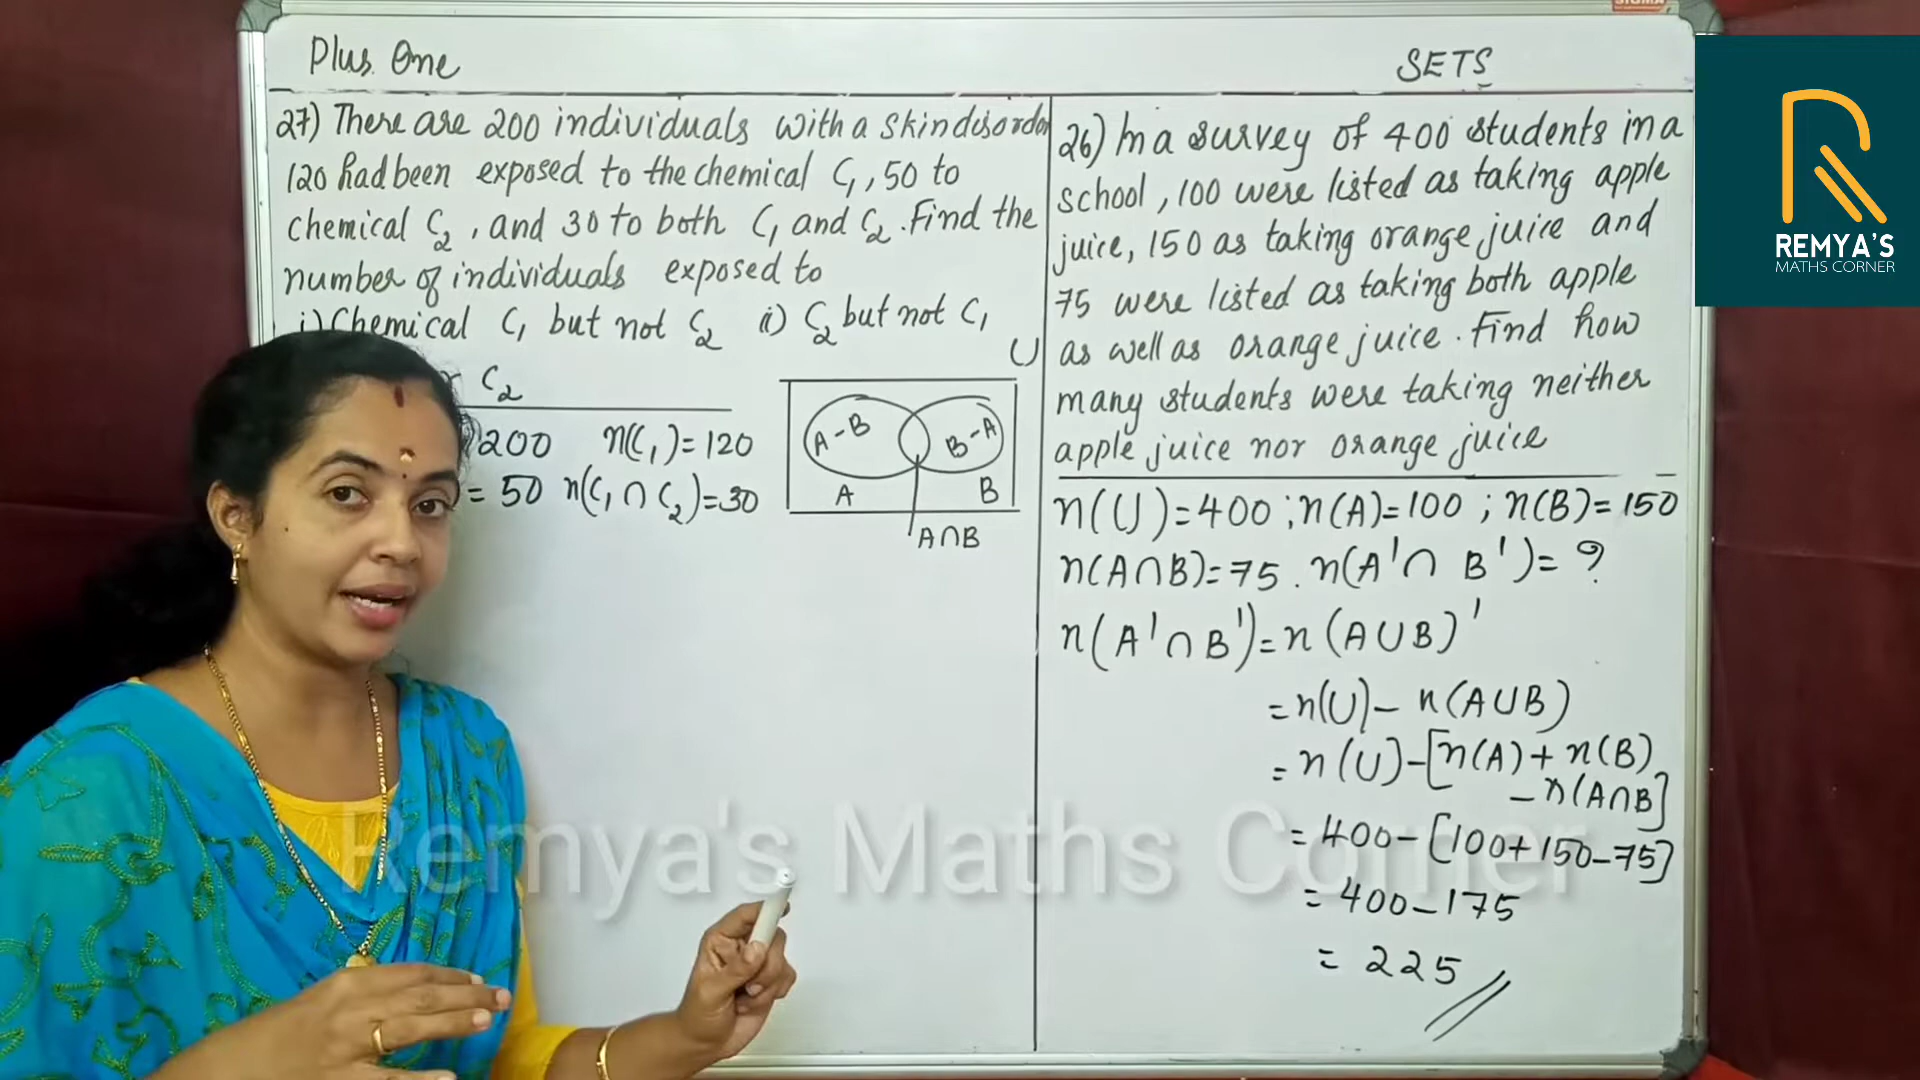 Plus One
SETS
27) There are 200 individuals with a skin disorder
120 had been exposed to the chemical C₁, 50 to
chemical C₂, and 30 to both C₁ and C₂. Find the
number of individuals exposed to
i) Chemical C₁ but not C₂ ii) C₂ but not C₁
C₂
200 n(C₁)=120
= 50 n(C₁ ∩ C₂)=30
U
A-B
B-A
A
B
A∩B
26) In a survey of 400 students in a
school, 100 were listed as taking apple
juice, 150 as taking orange juice and
75 were listed as taking both apple
as well as orange juice. Find how
many students were taking neither
apple juice nor orange juice
n(U)=400 ; n(A)=100 ; n(B)=150
n(A∩B)=75. n(A'∩ B')= ?
n(A'∩B')=n(A∪B)'
=n(U)- n(A∪B)
=n(U)-[n(A)+n(B)
-n(A∩B]
=400-[100+150-75]
=400-175
= 225 //
R
REMYA'S
MATHS CORNER
Remya's Maths Corner